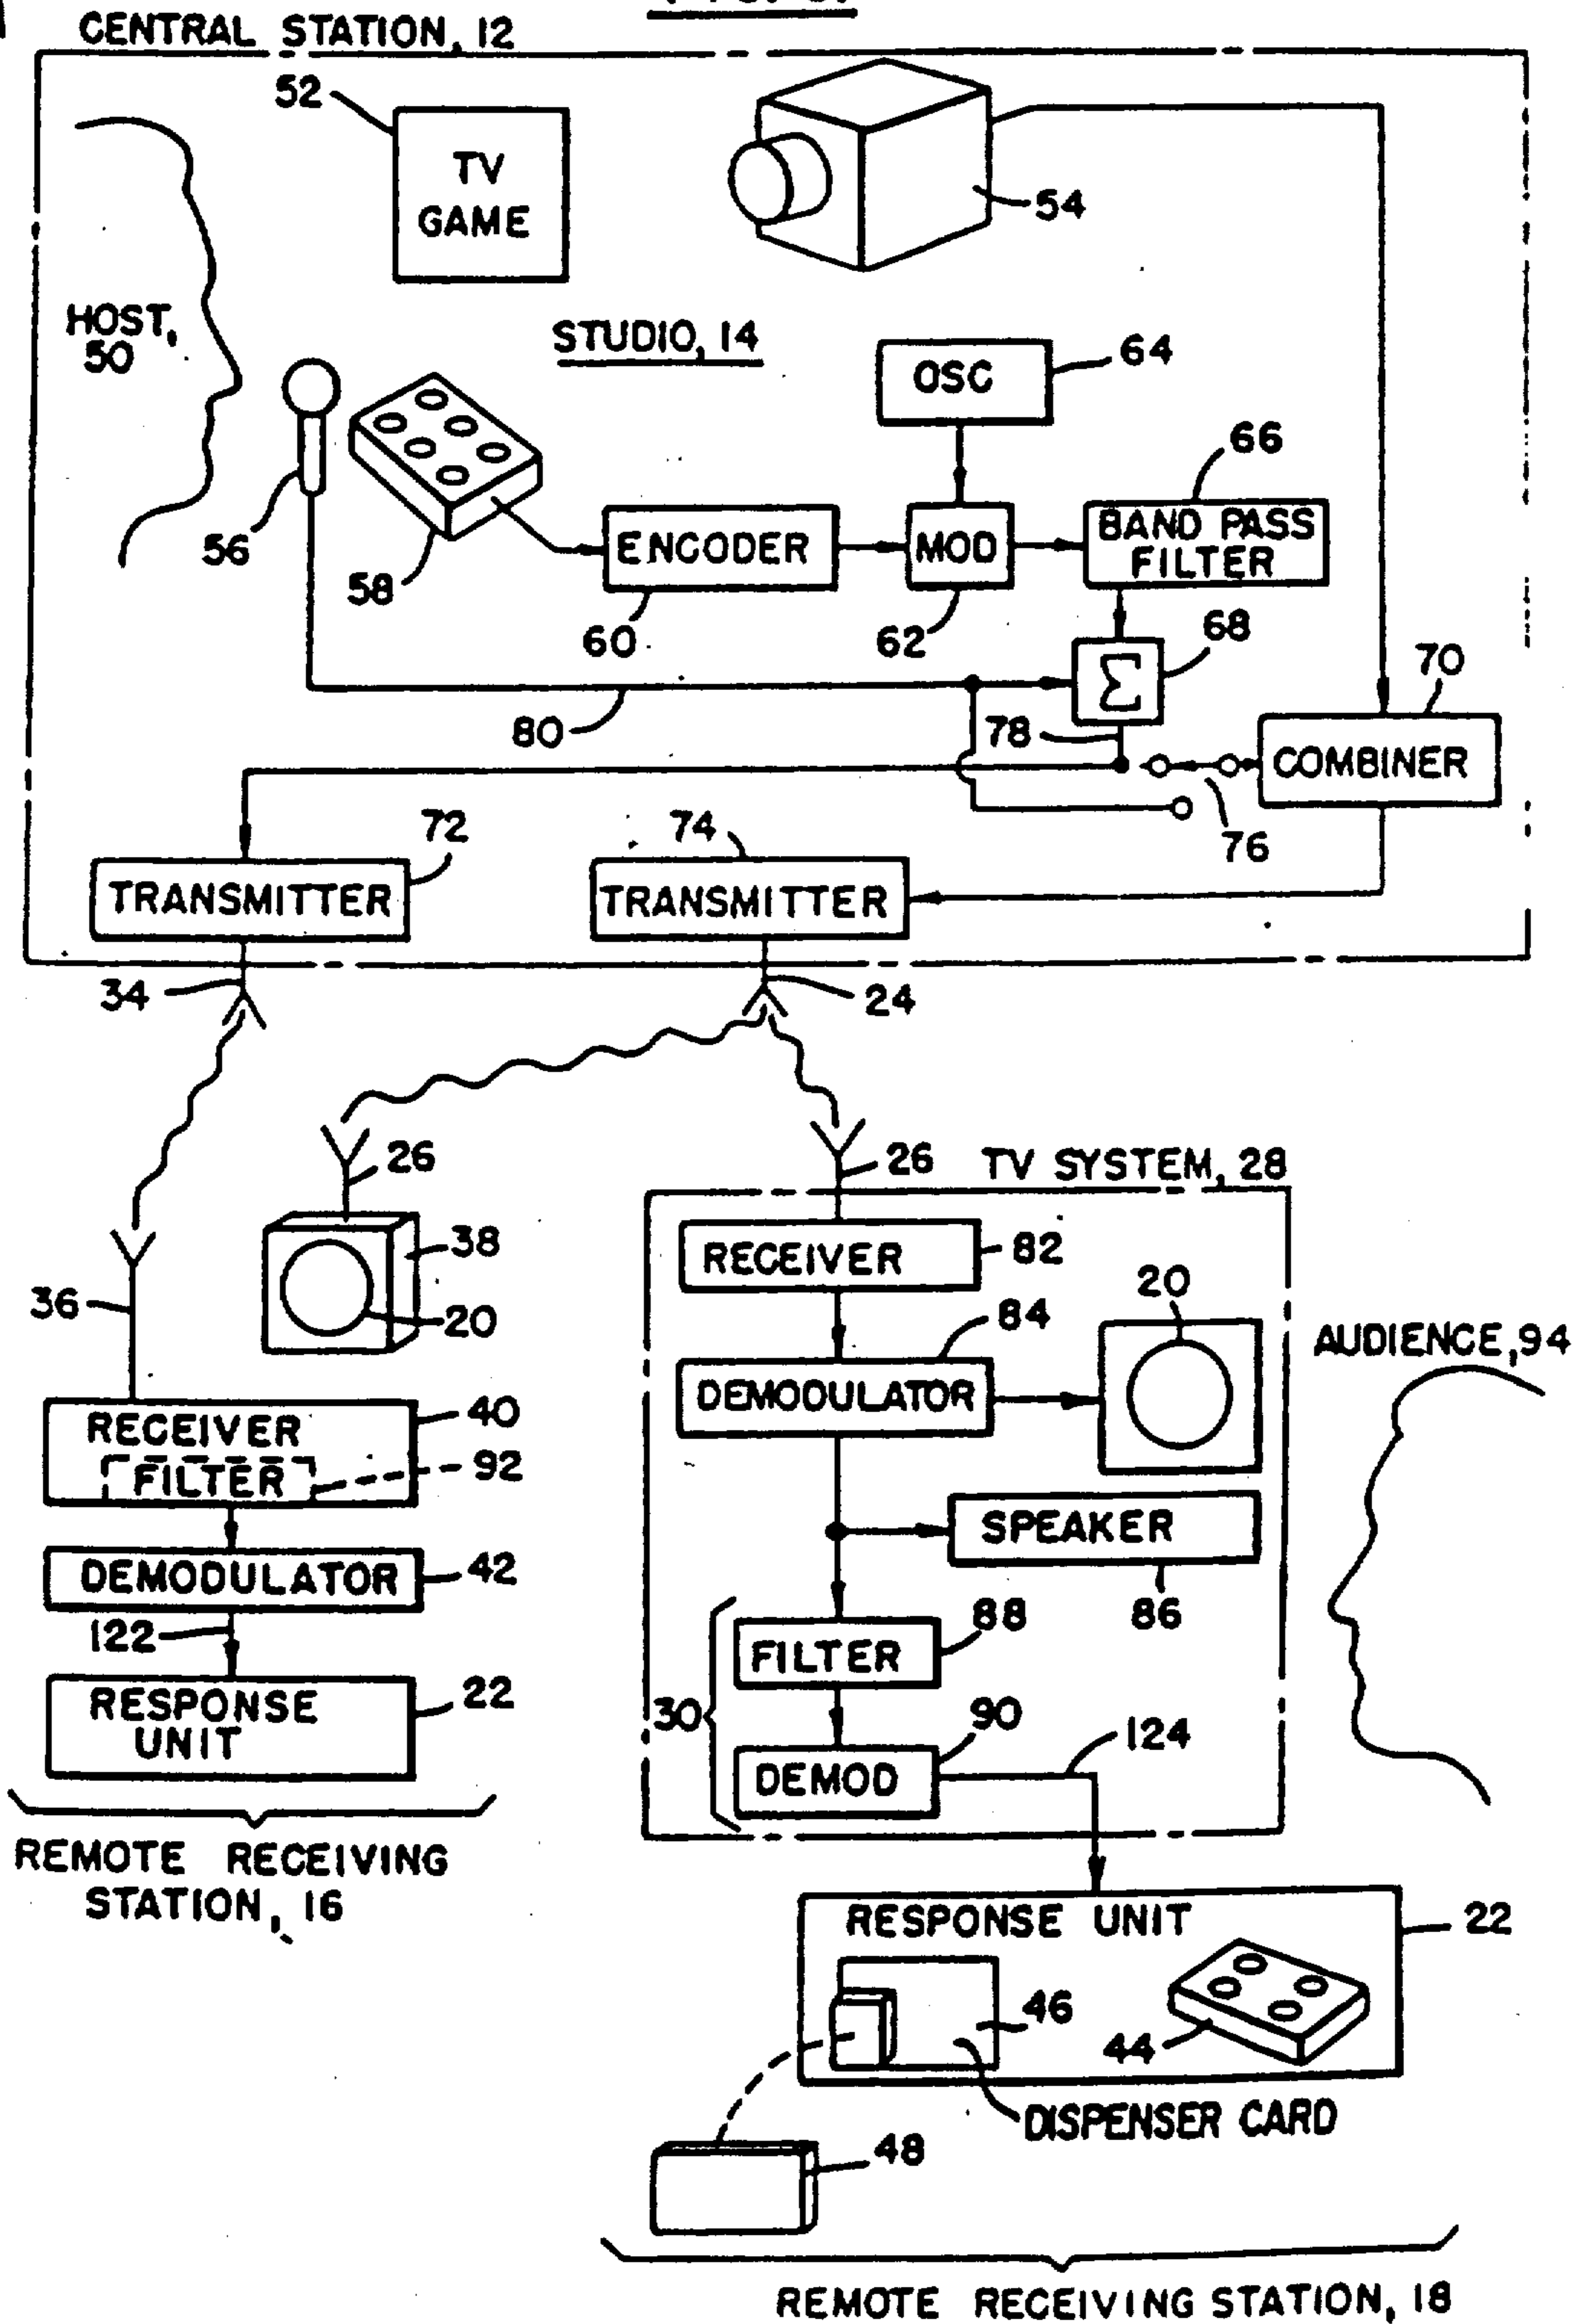 CENTRAL STATION, 12
52
TV
GAME
54
HOST,
50
STUDIO, 14
OSC
64
66
56
58
ENCODER
MOD
BAND PASS
FILTER
60
62
68
Σ
70
80
78
COMBINER
76
72
74
TRANSMITTER
TRANSMITTER
34
24
26
26
TV SYSTEM, 28
38
RECEIVER
82
36
20
20
84
AUDIENCE, 94
DEMODULATOR
RECEIVER
40
FILTER
92
SPEAKER
DEMODULATOR
42
86
122
88
FILTER
RESPONSE
UNIT
22
30
90
124
DEMOD
REMOTE RECEIVING
STATION, 16
RESPONSE UNIT
22
46
44
DISPENSER CARD
48
REMOTE RECEIVING STATION, 18